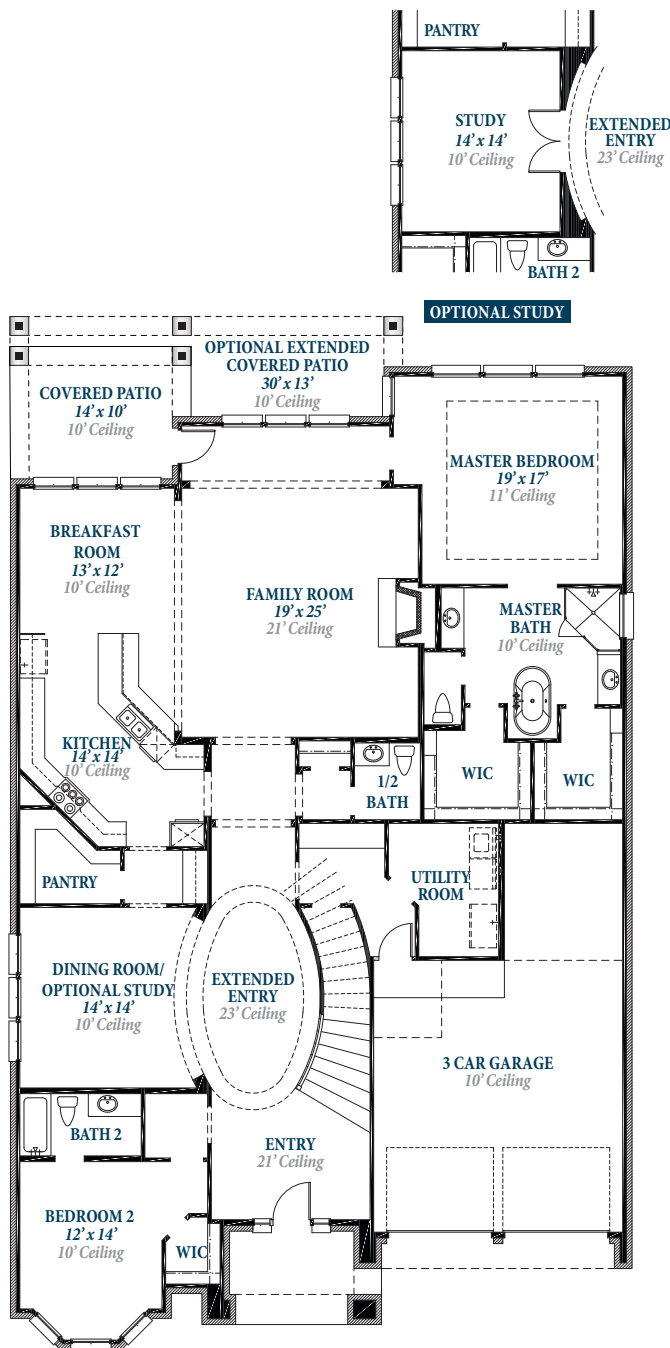 PANTRY
STUDY
14' x 14'
10' Ceiling
EXTENDED
ENTRY
23' Ceiling
BATH 2
OPTIONAL STUDY
OPTIONAL EXTENDED
COVERED PATIO
30' x 13'
10' Ceiling
COVERED PATIO
14' x 10'
10' Ceiling
MASTER BEDROOM
19' x 17'
11' Ceiling
BREAKFAST
ROOM
13' x 12'
10' Ceiling
FAMILY ROOM
19' x 25'
21' Ceiling
MASTER
BATH
10' Ceiling
KITCHEN
14' x 14'
10' Ceiling
1/2
BATH
WIC
WIC
PANTRY
UTILITY
ROOM
DINING ROOM/
OPTIONAL STUDY
14' x 14'
10' Ceiling
EXTENDED
ENTRY
23' Ceiling
3 CAR GARAGE
10' Ceiling
BATH 2
ENTRY
21' Ceiling
BEDROOM 2
12' x 14'
10' Ceiling
WIC